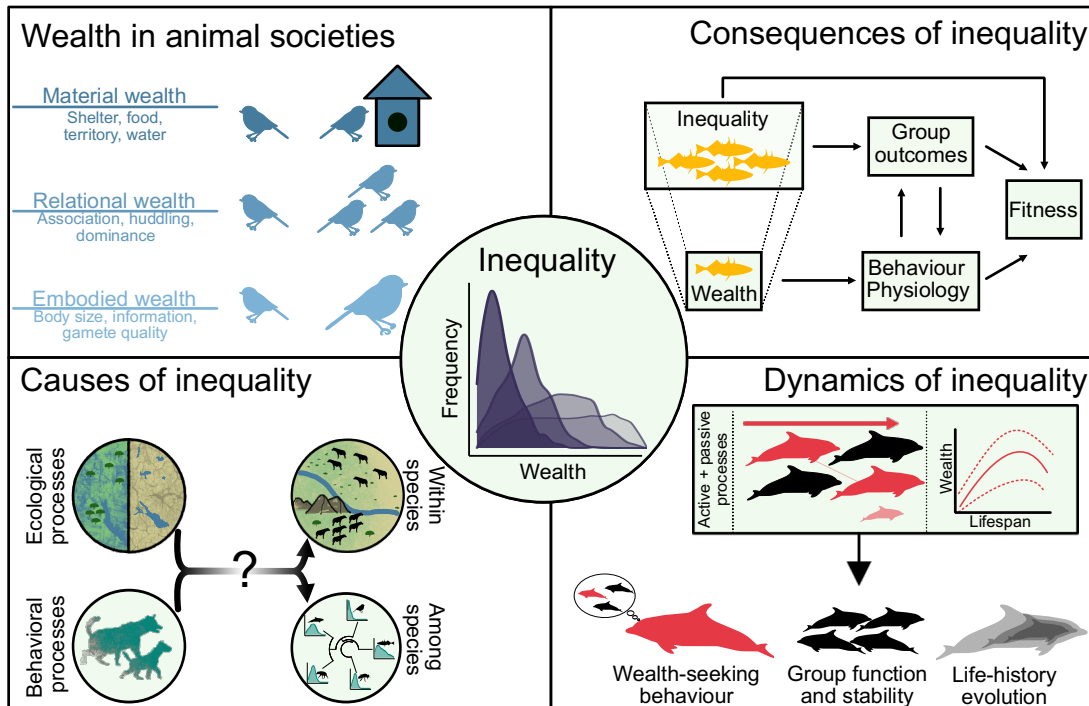 Wealth in animal societies
Material wealth
Shelter, food,
territory, water
Relational wealth
Association, huddling,
dominance
Embodied wealth
Body size, information,
gamete quality
Consequences of inequality
Inequality
Wealth
Group
outcomes
Behaviour
Physiology
Fitness
Inequality
Frequency
Wealth
Causes of inequality
Ecological
processes
Behavioral
processes
?
Within
species
Among
species
Dynamics of inequality
Active + passive
processes
Wealth
Lifespan
Wealth-seeking
behaviour
Group function
and stability
Life-history
evolution